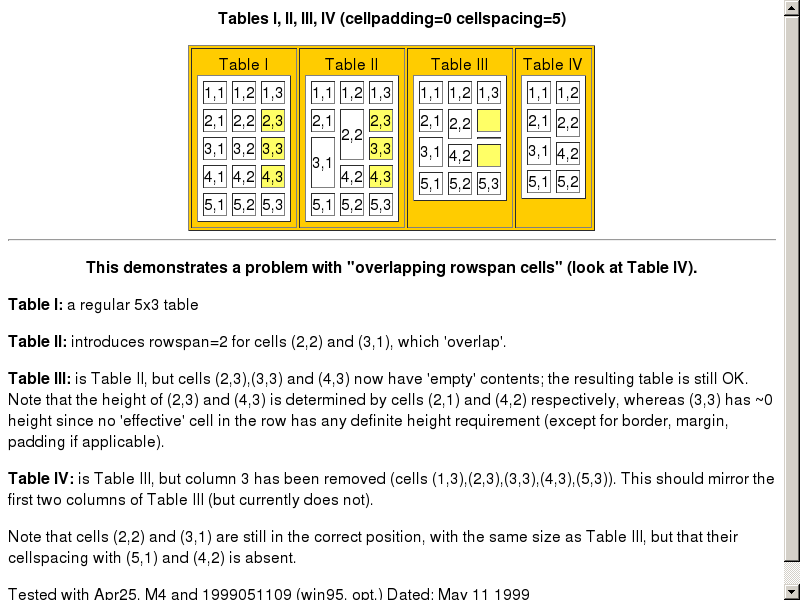 Tables I, II, III, IV (cellpadding=0 cellspacing=5)
Table I Table II Table III Table IV
1,1 1,2 1,3 1,1 1,2 1,3 1,1 1,2 1,3 1,1 1,2
2,1 2,2 2,3 2,1 2,2 2,3 2,1 2,2 2,1 2,2
3,1 3,2 3,3 3,1 3,3 3,1 3,1
4,1 4,2 4,3 4,2 4,3 4,2 4,2
5,1 5,2 5,3 5,1 5,2 5,3 5,1 5,2 5,3 5,1 5,2
This demonstrates a problem with "overlapping rowspan cells" (look at Table IV).
Table I: a regular 5x3 table
Table II: introduces rowspan=2 for cells (2,2) and (3,1), which 'overlap'.
Table III: is Table II, but cells (2,3),(3,3) and (4,3) now have 'empty' contents; the resulting table is still OK.
Note that the height of (2,3) and (4,3) is determined by cells (2,1) and (4,2) respectively, whereas (3,3) has ~0
height since no 'effective' cell in the row has any definite height requirement (except for border, margin,
padding if applicable).
Table IV: is Table III, but column 3 has been removed (cells (1,3),(2,3),(3,3),(4,3),(5,3)). This should mirror the
first two columns of Table III (but currently does not).
Note that cells (2,2) and (3,1) are still in the correct position, with the same size as Table III, but that their
cellspacing with (5,1) and (4,2) is absent.
Tested with Apr25, M4 and 1999051109 (win95, opt.) Dated: May 11 1999